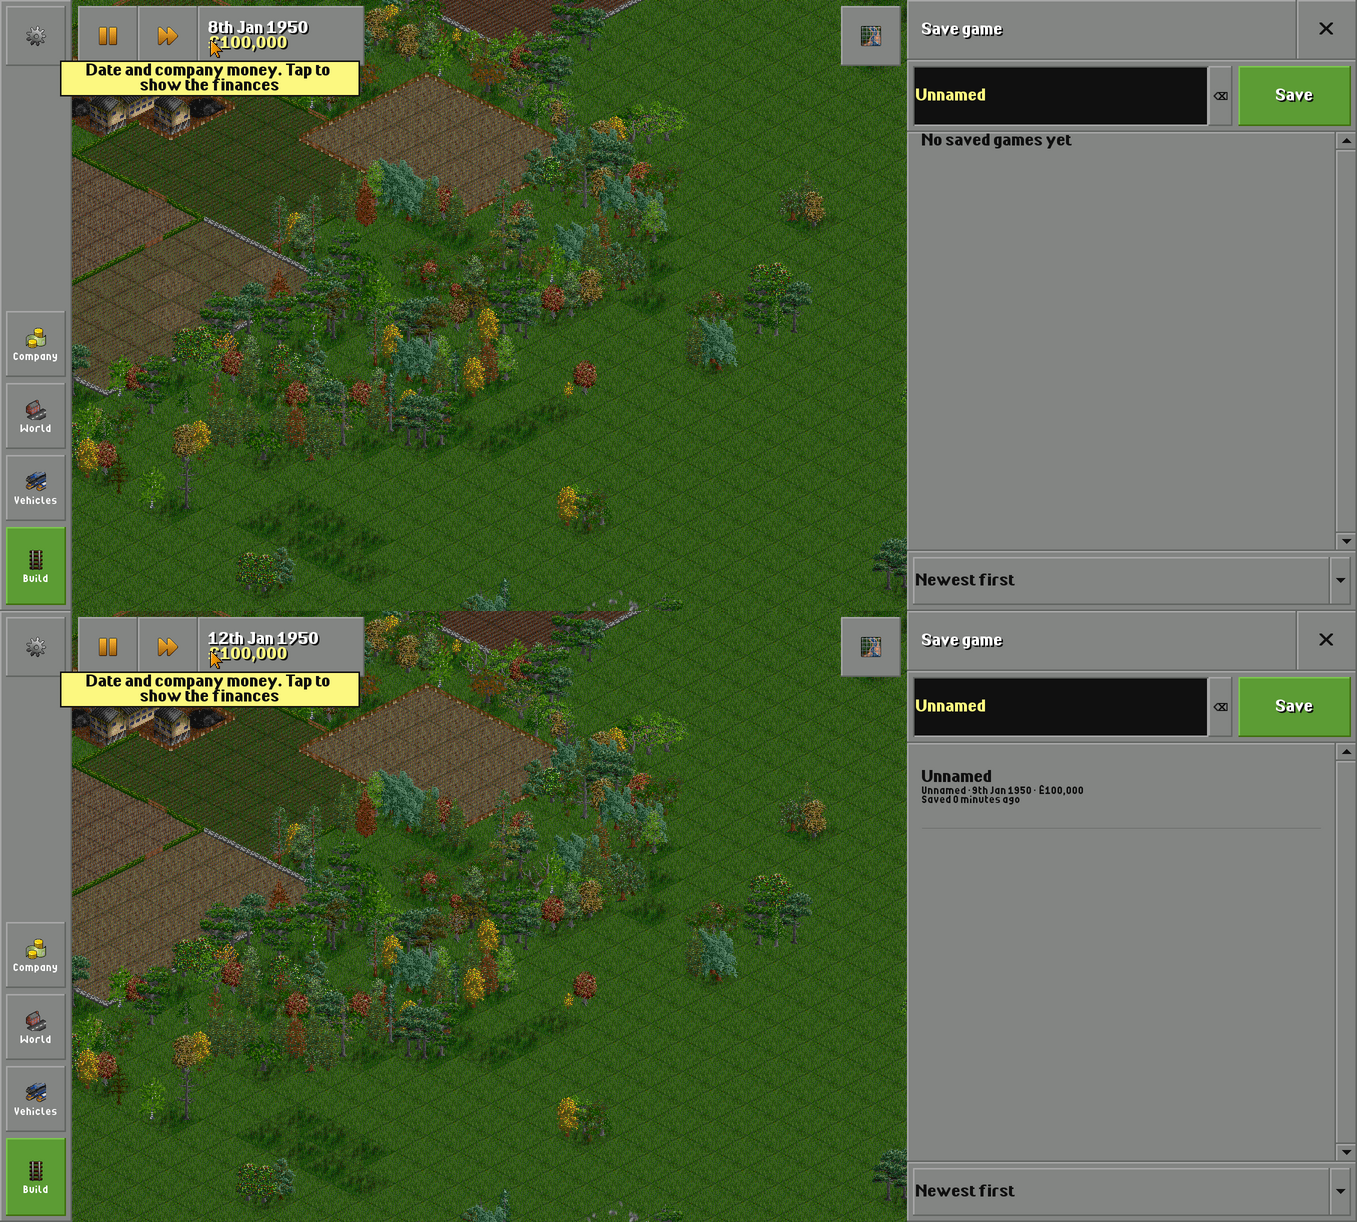 8th Jan 1950
£100,000
Date and company money. Tap to
show the finances
Company
World
Vehicles
Build
Save game
Unnamed
Save
No saved games yet
Newest first
12th Jan 1950
£100,000
Date and company money. Tap to
show the finances
Company
World
Vehicles
Build
Save game
Unnamed
Save
Unnamed
Unnamed · 9th Jan 1950 · £100,000
Saved 0 minutes ago
Newest first